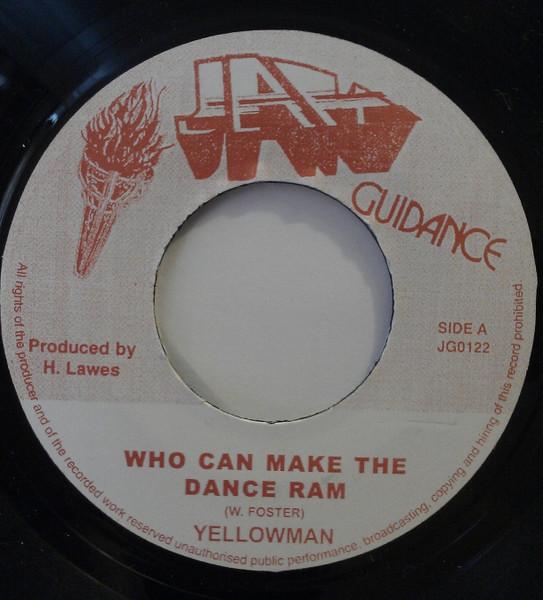 JAH
GUIDANCE
SIDE A
JG0122
Produced by
H. Lawes
WHO CAN MAKE THE
DANCE RAM
(W. FOSTER)
YELLOWMAN
All rights of the producer and of the recorded work reserved unauthorised public performance. broadcasting, copying and hiring of this record prohibited.